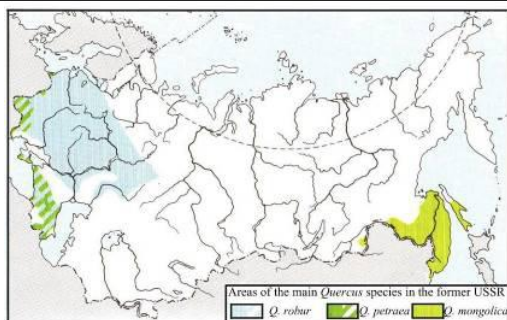 Areas of the main Quercus species in the former USSR
Q. robur Q. petraea Q. mongolica